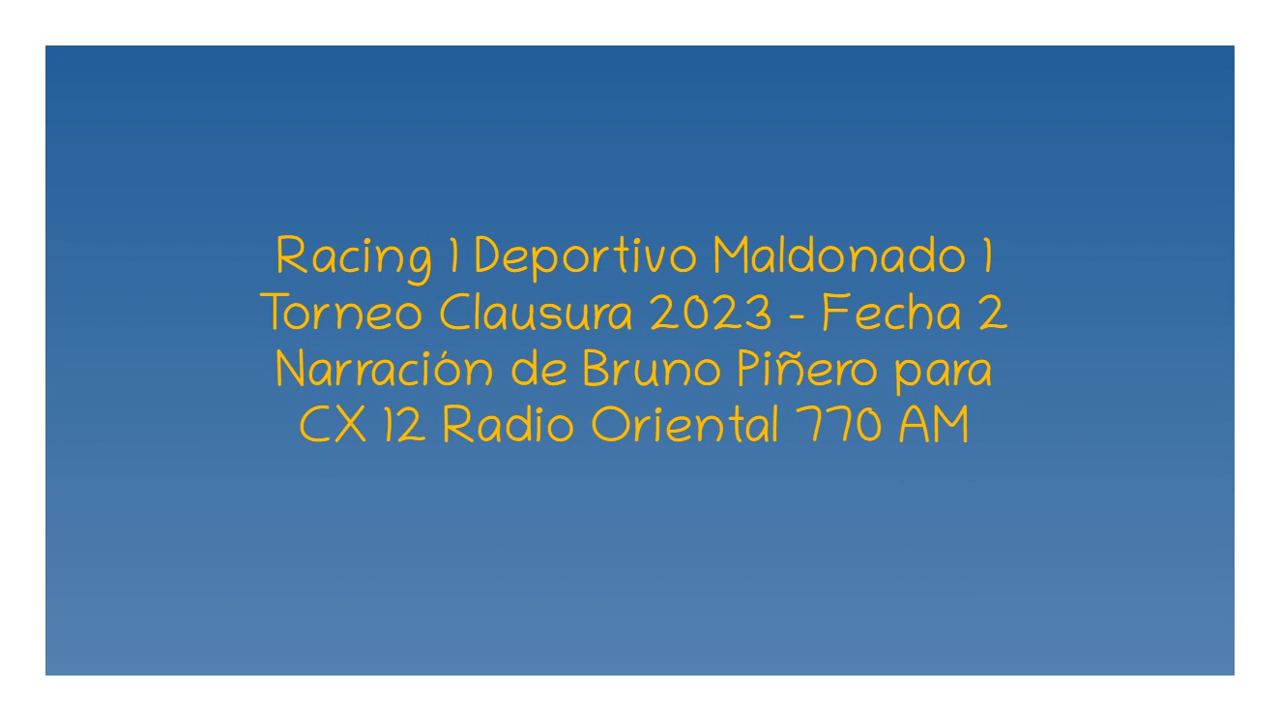 Racing 1 Deportivo Maldonado 1
Torneo Clausura 2023 - Fecha 2
Narración de Bruno Piñero para
CX 12 Radio Oriental 770 AM